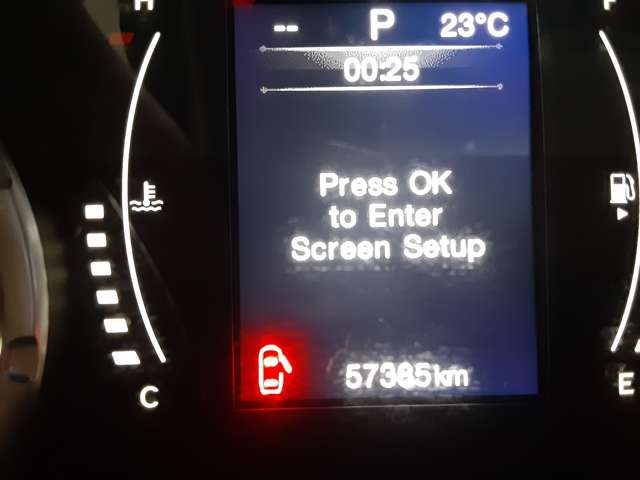 H
F
-- P 23°C
00:25
Press OK
to Enter
Screen Setup
57385km
C
E